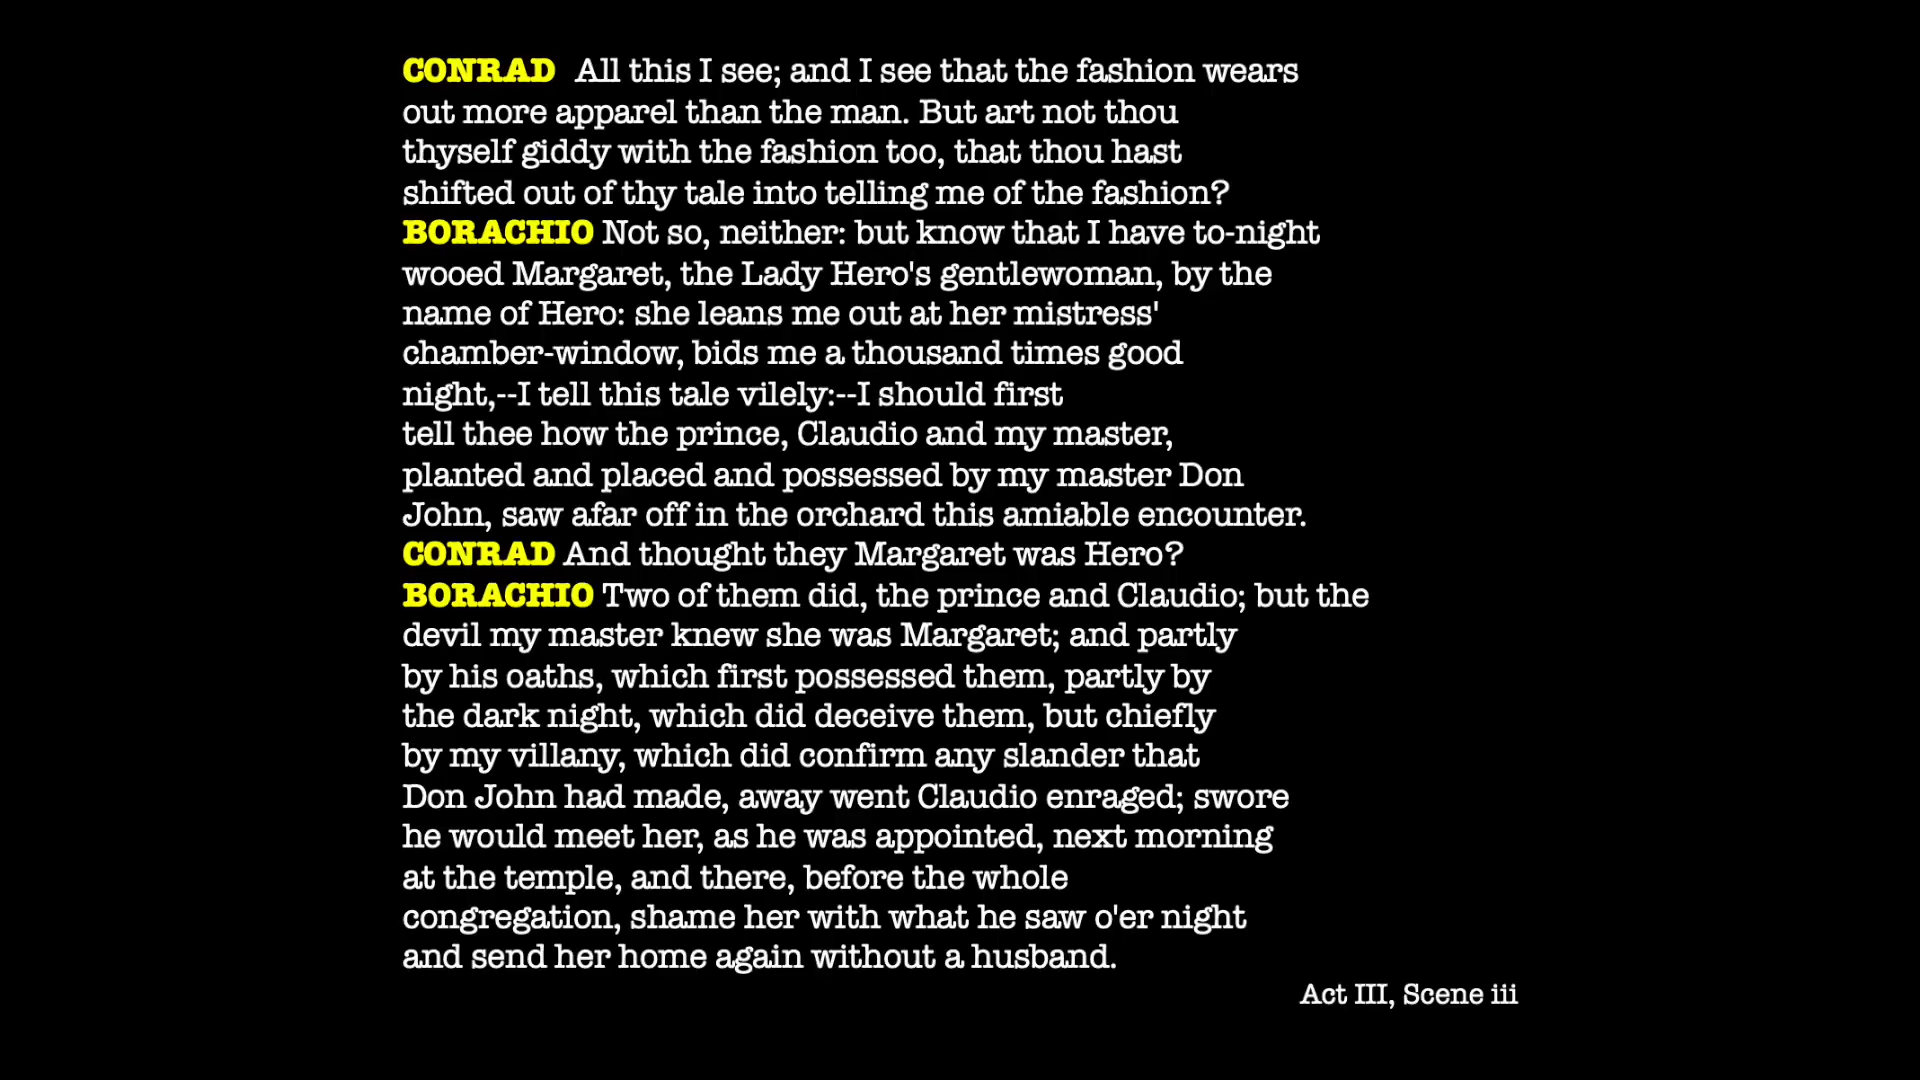 CONRAD All this I see; and I see that the fashion wears
out more apparel than the man. But art not thou
thyself giddy with the fashion too, that thou hast
shifted out of thy tale into telling me of the fashion?
BORACHIO Not so, neither: but know that I have to-night
wooed Margaret, the Lady Hero's gentlewoman, by the
name of Hero: she leans me out at her mistress'
chamber-window, bids me a thousand times good
night,--I tell this tale vilely:--I should first
tell thee how the prince, Claudio and my master,
planted and placed and possessed by my master Don
John, saw afar off in the orchard this amiable encounter.
CONRAD And thought they Margaret was Hero?
BORACHIO Two of them did, the prince and Claudio; but the
devil my master knew she was Margaret; and partly
by his oaths, which first possessed them, partly by
the dark night, which did deceive them, but chiefly
by my villany, which did confirm any slander that
Don John had made, away went Claudio enraged; swore
he would meet her, as he was appointed, next morning
at the temple, and there, before the whole
congregation, shame her with what he saw o'er night
and send her home again without a husband.
Act III, Scene iii